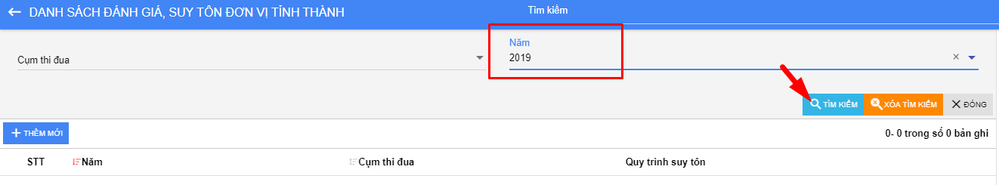 DANH SÁCH ĐÁNH GIÁ, SUY TÔN ĐƠN VỊ TỈNH THÀNH
Tìm kiếm
Năm
Cụm thi đua
2019
TÌM KIẾM
XÓA TÌM KIẾM
ĐÓNG
THÊM MỚI
0- 0 trong số 0 bản ghi
STT Năm Cụm thi đua Quy trình suy tôn